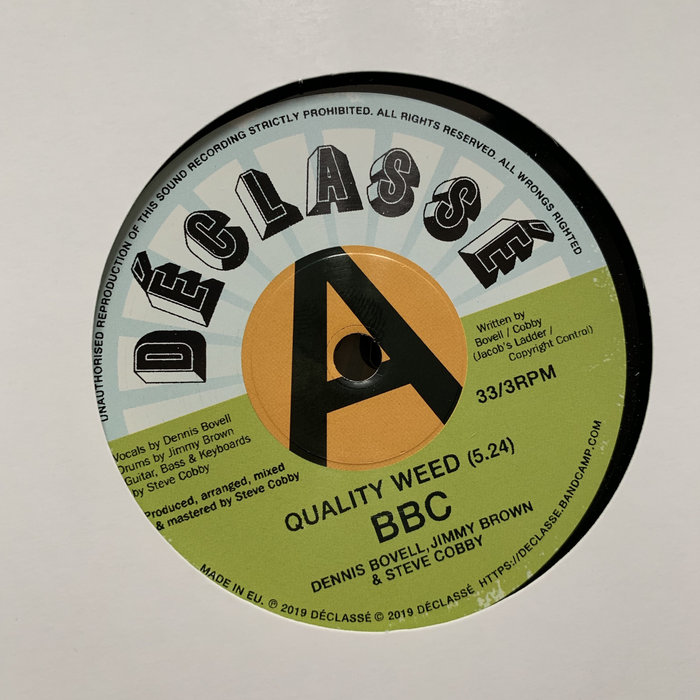 UNAUTHORISED REPRODUCTION OF THIS SOUND RECORDING STRICTLY PROHIBITED. ALL RIGHTS RESERVED. ALL WRONGS RIGHTED
DÉCLASSÉ
A
Written by
Bovell / Cobby
(Jacob's Ladder /
Copyright Control)
33/3RPM
Vocals by Dennis Bovell
Drums by Jimmy Brown
Guitar, Bass & Keyboards
by Steve Cobby
Produced, arranged, mixed
& mastered by Steve Cobby
QUALITY WEED (5.24)
BBC
DENNIS BOVELL, JIMMY BROWN
& STEVE COBBY
MADE IN EU. ℗ 2019 DÉCLASSÉ © 2019 DÉCLASSÉ HTTPS://DECLASSE.BANDCAMP.COM